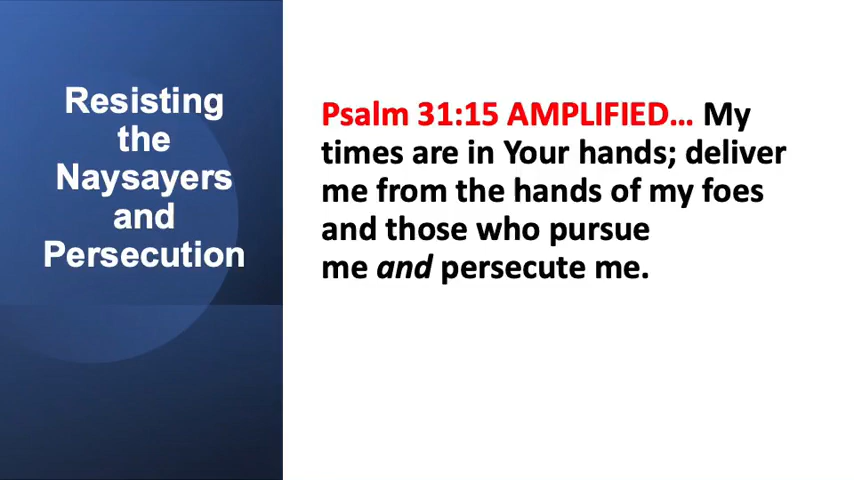 Resisting
the
Naysayers
and
Persecution
Psalm 31:15 AMPLIFIED… My
times are in Your hands; deliver
me from the hands of my foes
and those who pursue
me and persecute me.